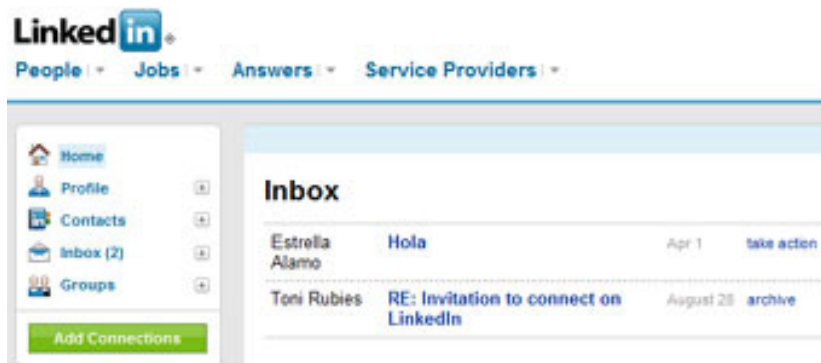 Linked in ®
People Jobs Answers Service Providers
Home
Profile
Contacts
Inbox (2)
Groups
Add Connections
Inbox
Estrella Alamo Hola Apr 1 take action
Toni Rubies RE: Invitation to connect on LinkedIn August 28 archive